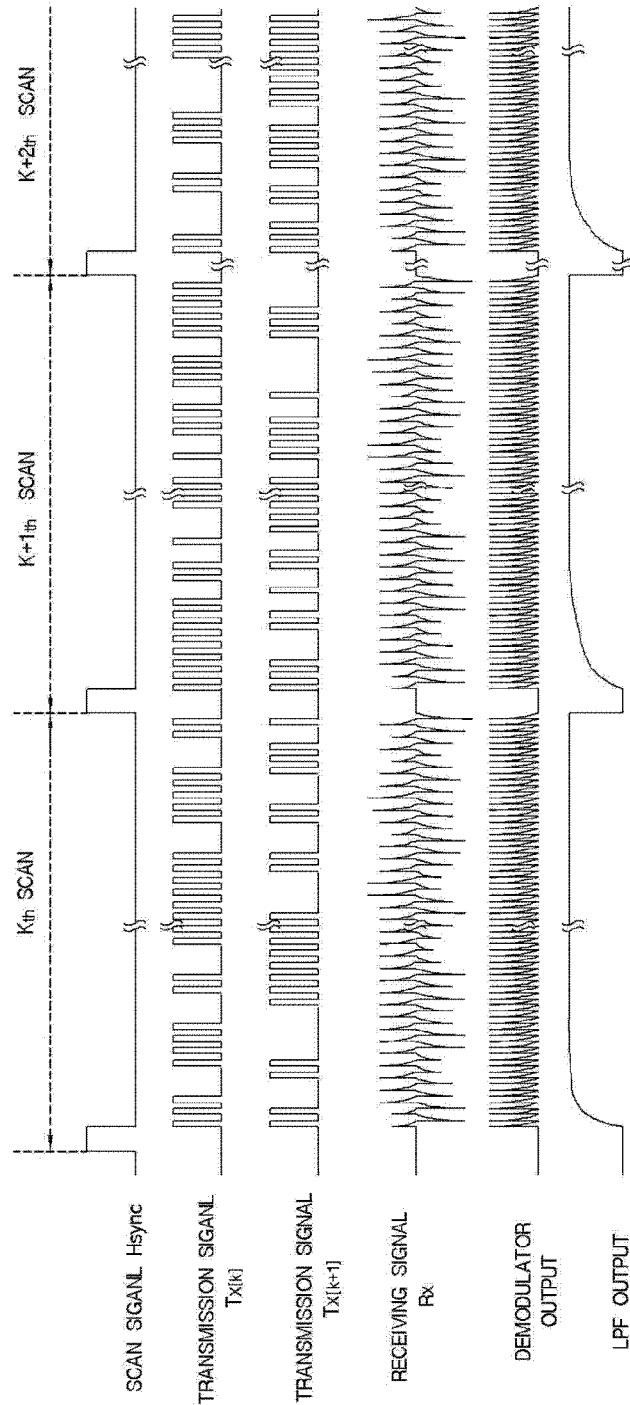 Kth SCAN
K+1th SCAN
K+2th SCAN
SCAN SIGANL Hsync
TRANSMISSION SIGANL
Tx[k]
TRANSMISSION SIGNAL
Tx[k+1]
RECEIVING SIGNAL
Rx
DEMODULATOR
OUTPUT
LPF OUTPUT